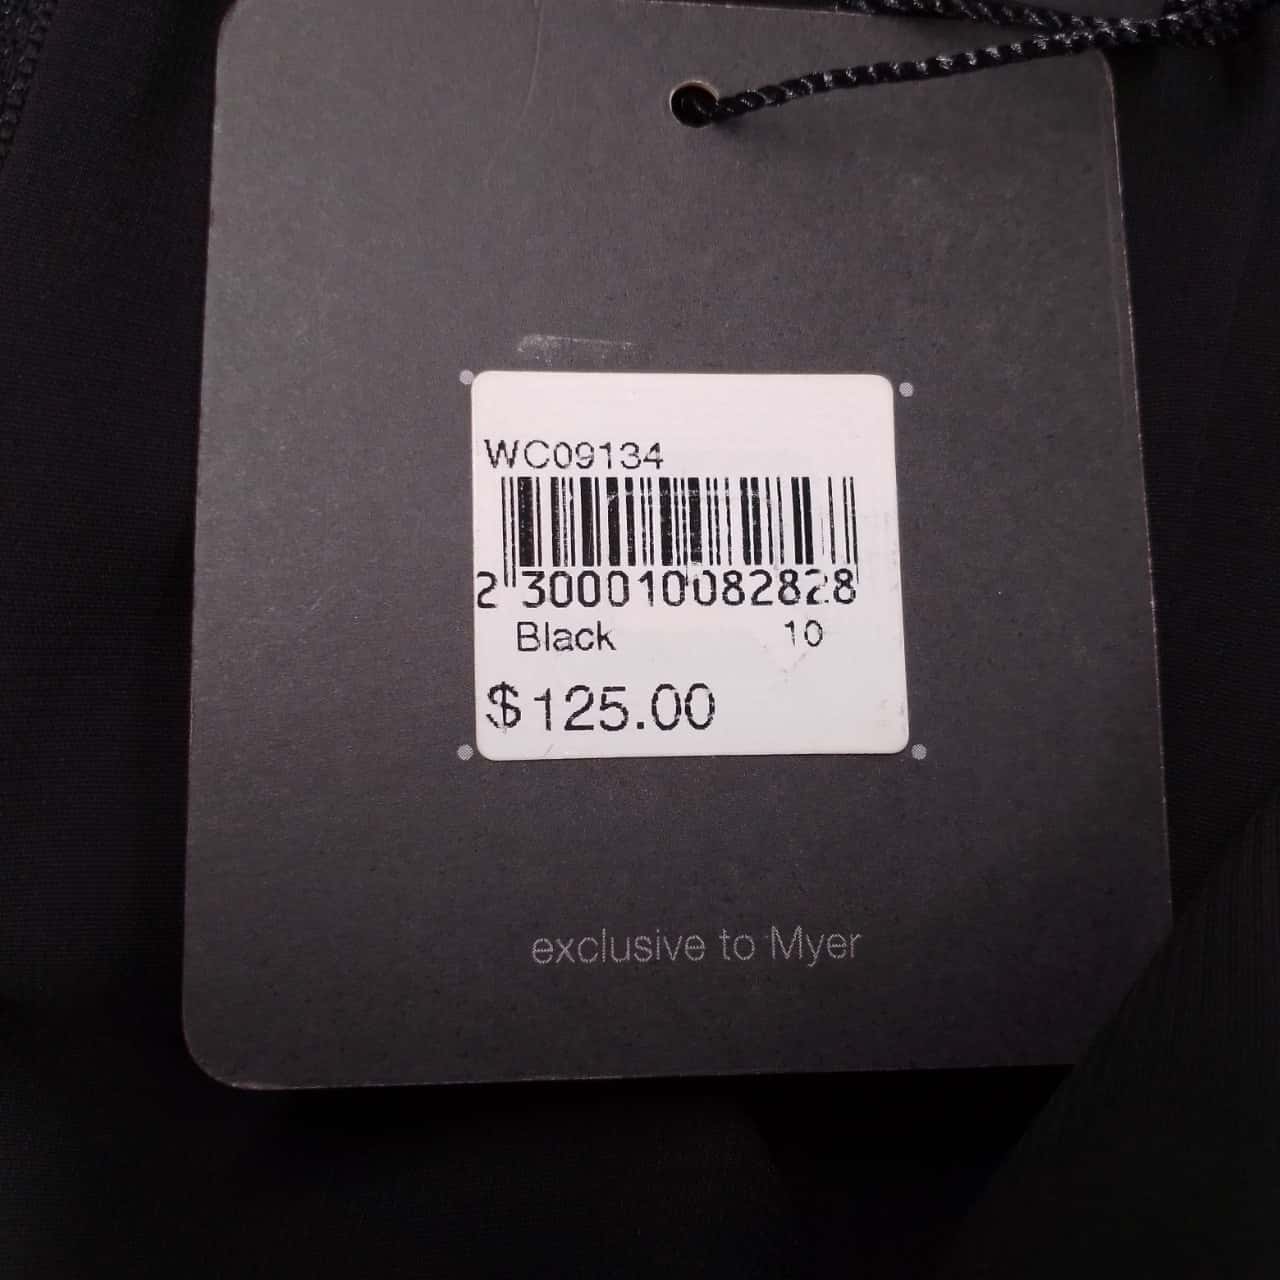 WC09134
2 300010082828
Black 10
$125.00
exclusive to Myer